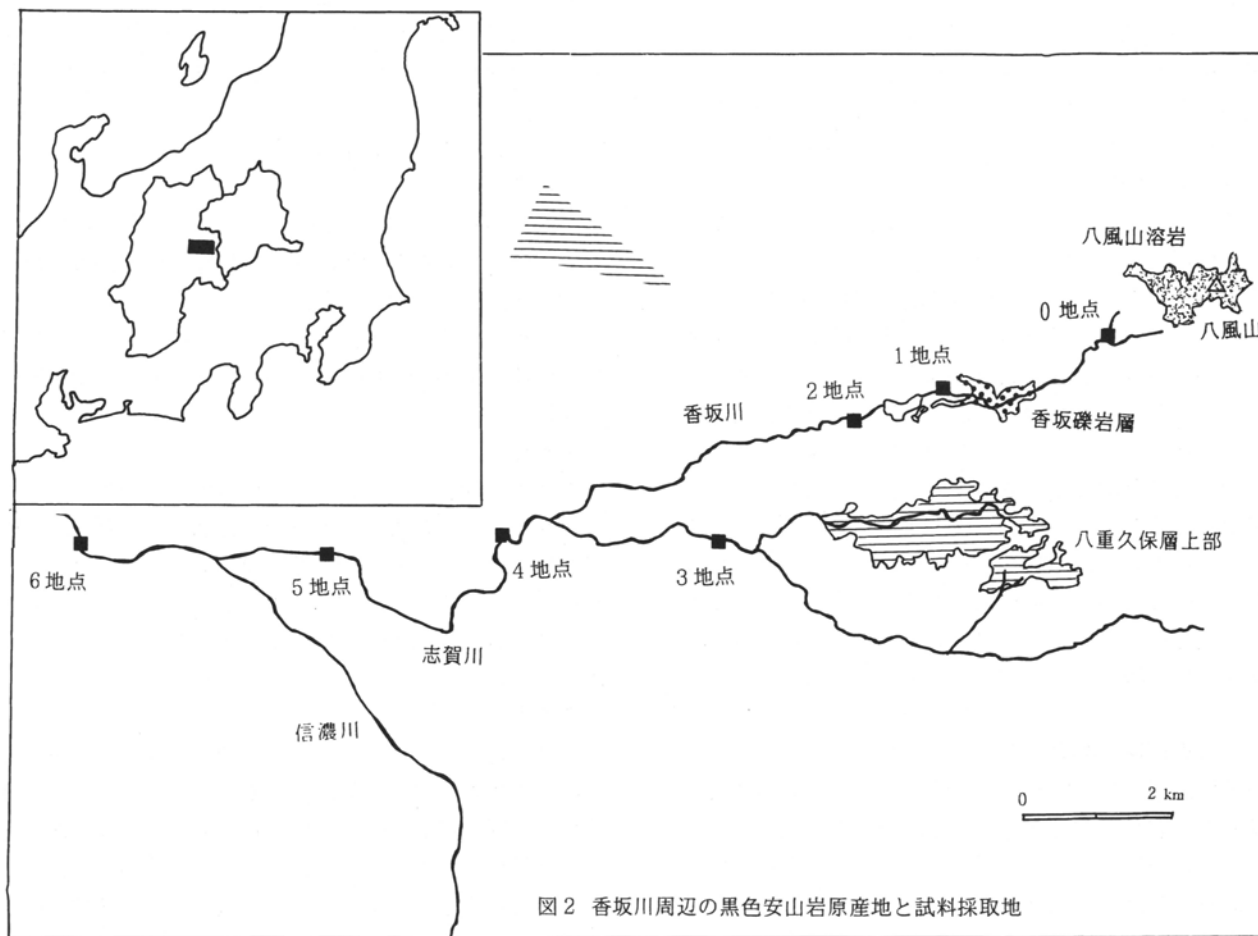 八風山溶岩
0地点
八風山
1地点
2地点
香坂川
香坂礫岩層
八重久保層上部
6地点
5地点
4地点
3地点
志賀川
信濃川
0 2 km
図2 香坂川周辺の黒色安山岩原産地と試料採取地